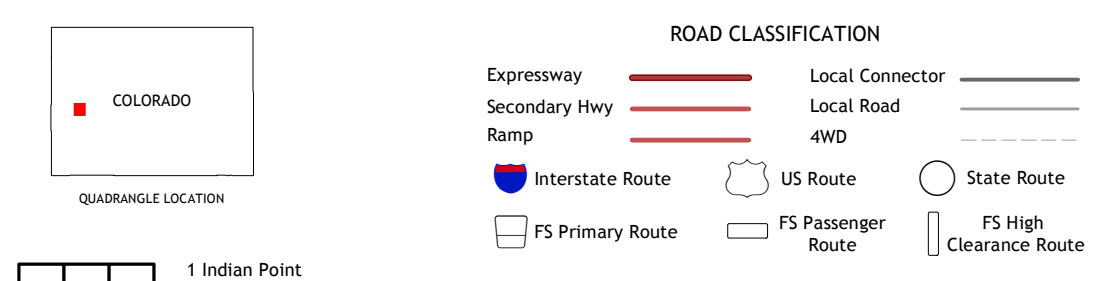 COLORADO
QUADRANGLE LOCATION
1 Indian Point
ROAD CLASSIFICATION
Expressway
Secondary Hwy
Ramp
Local Connector
Local Road
4WD
Interstate Route
US Route
State Route
FS Primary Route
FS Passenger
Route
FS High
Clearance Route